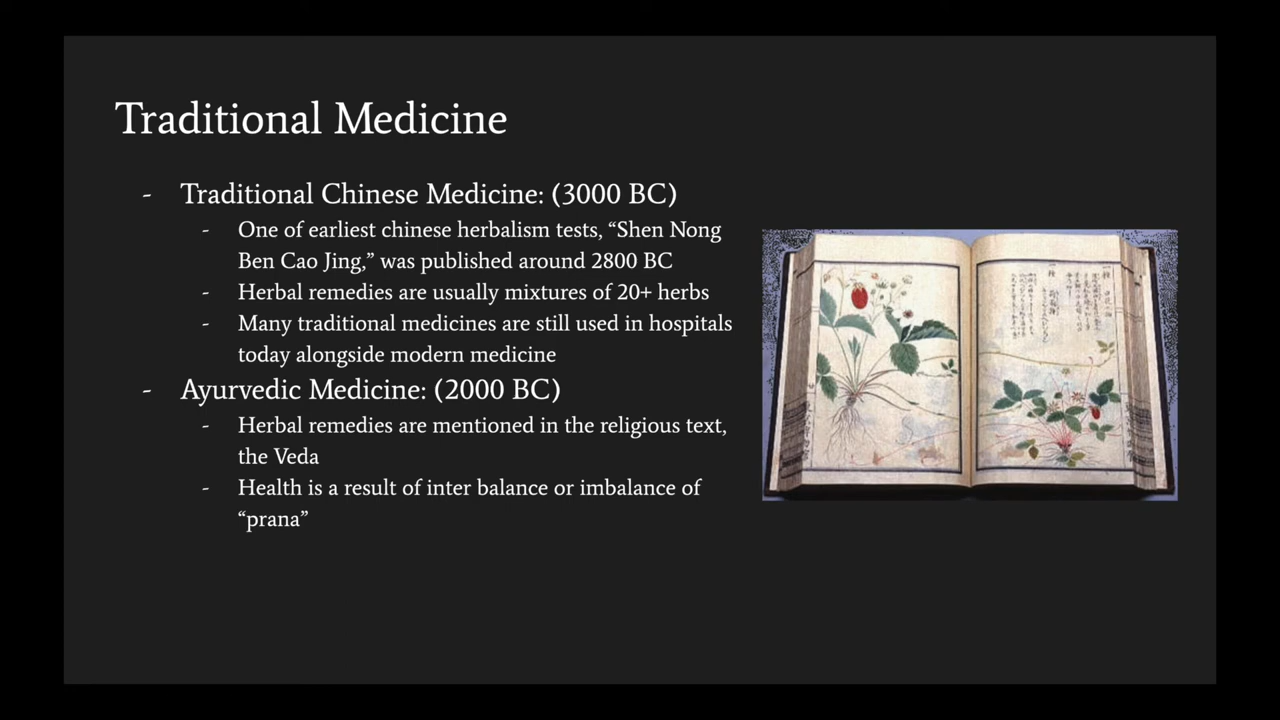 Traditional Medicine
- Traditional Chinese Medicine: (3000 BC)
- One of earliest chinese herbalism tests, “Shen Nong
Ben Cao Jing,” was published around 2800 BC
- Herbal remedies are usually mixtures of 20+ herbs
- Many traditional medicines are still used in hospitals
today alongside modern medicine
- Ayurvedic Medicine: (2000 BC)
- Herbal remedies are mentioned in the religious text,
the Veda
- Health is a result of inter balance or imbalance of
“prana”